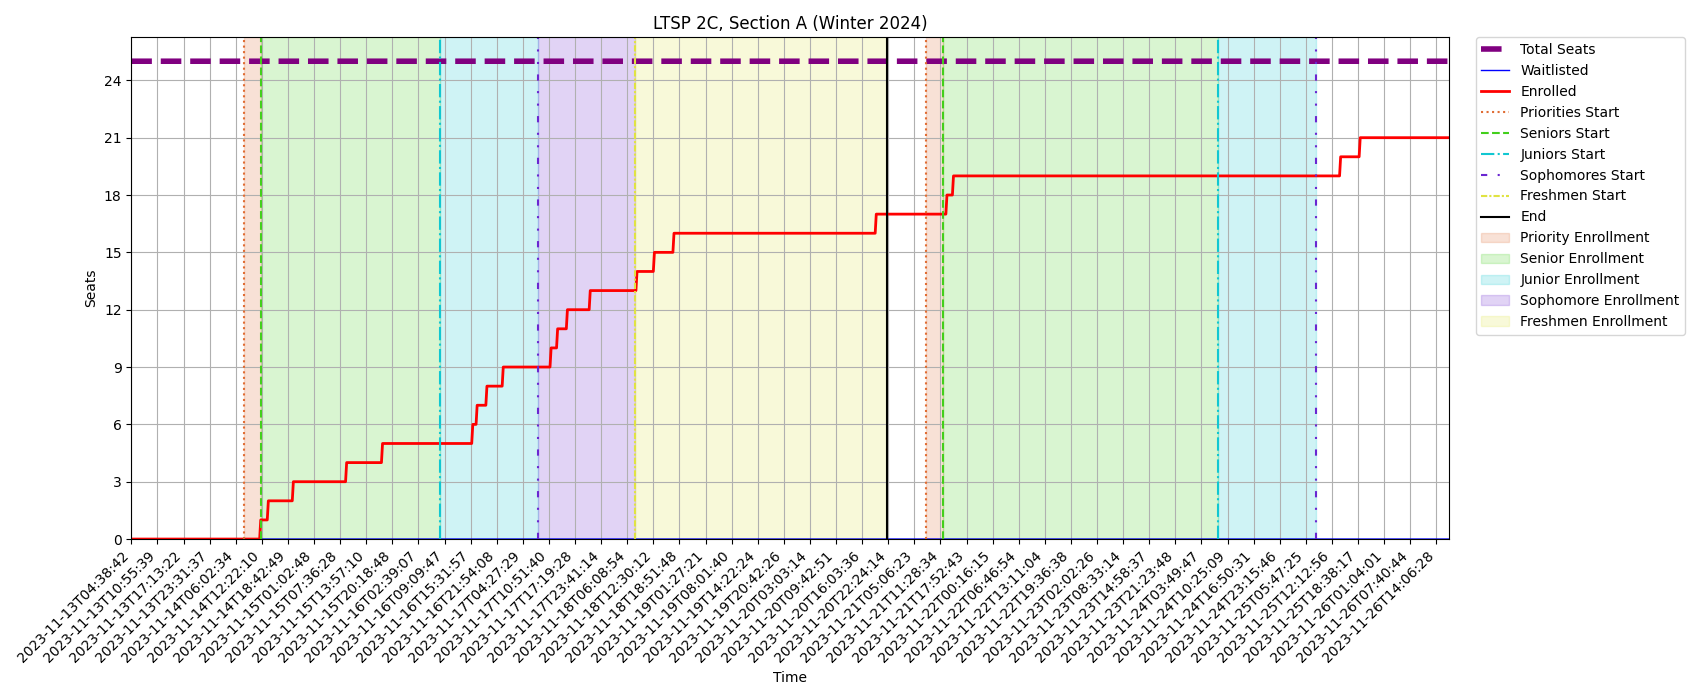 LTSP 2C, Section A (Winter 2024)
Total Seats
Waitlisted
Enrolled
Priorities Start
Seniors Start
Juniors Start
Sophomores Start
Freshmen Start
End
Priority Enrollment
Senior Enrollment
Junior Enrollment
Sophomore Enrollment
Freshmen Enrollment
Seats
24
21
18
15
12
9
6
3
0
2023-11-13T04:38:42
2023-11-13T10:55:39
2023-11-13T17:13:22
2023-11-13T23:31:37
2023-11-14T06:02:34
2023-11-14T12:22:10
2023-11-14T18:42:49
2023-11-15T01:02:48
2023-11-15T07:36:28
2023-11-15T13:57:10
2023-11-15T20:18:48
2023-11-16T02:39:07
2023-11-16T09:09:47
2023-11-16T15:31:57
2023-11-16T21:54:08
2023-11-17T04:27:29
2023-11-17T10:51:40
2023-11-17T17:19:28
2023-11-17T23:41:14
2023-11-18T06:08:54
2023-11-18T12:30:12
2023-11-18T18:51:48
2023-11-19T01:27:21
2023-11-19T08:01:40
2023-11-19T14:22:24
2023-11-19T20:42:26
2023-11-20T03:03:14
2023-11-20T09:42:51
2023-11-20T16:03:36
2023-11-20T22:24:14
2023-11-21T05:06:23
2023-11-21T11:28:34
2023-11-21T17:52:43
2023-11-22T00:16:15
2023-11-22T06:46:54
2023-11-22T13:11:04
2023-11-22T19:36:38
2023-11-23T02:02:26
2023-11-23T08:33:14
2023-11-23T14:58:37
2023-11-23T21:23:48
2023-11-24T03:49:47
2023-11-24T10:25:09
2023-11-24T16:50:31
2023-11-24T23:15:46
2023-11-25T05:47:25
2023-11-25T12:12:56
2023-11-25T18:38:17
2023-11-26T01:04:01
2023-11-26T07:40:44
2023-11-26T14:06:28
Time